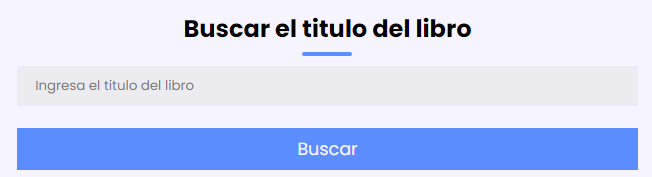 Buscar el titulo del libro
Ingresa el titulo del libro
Buscar